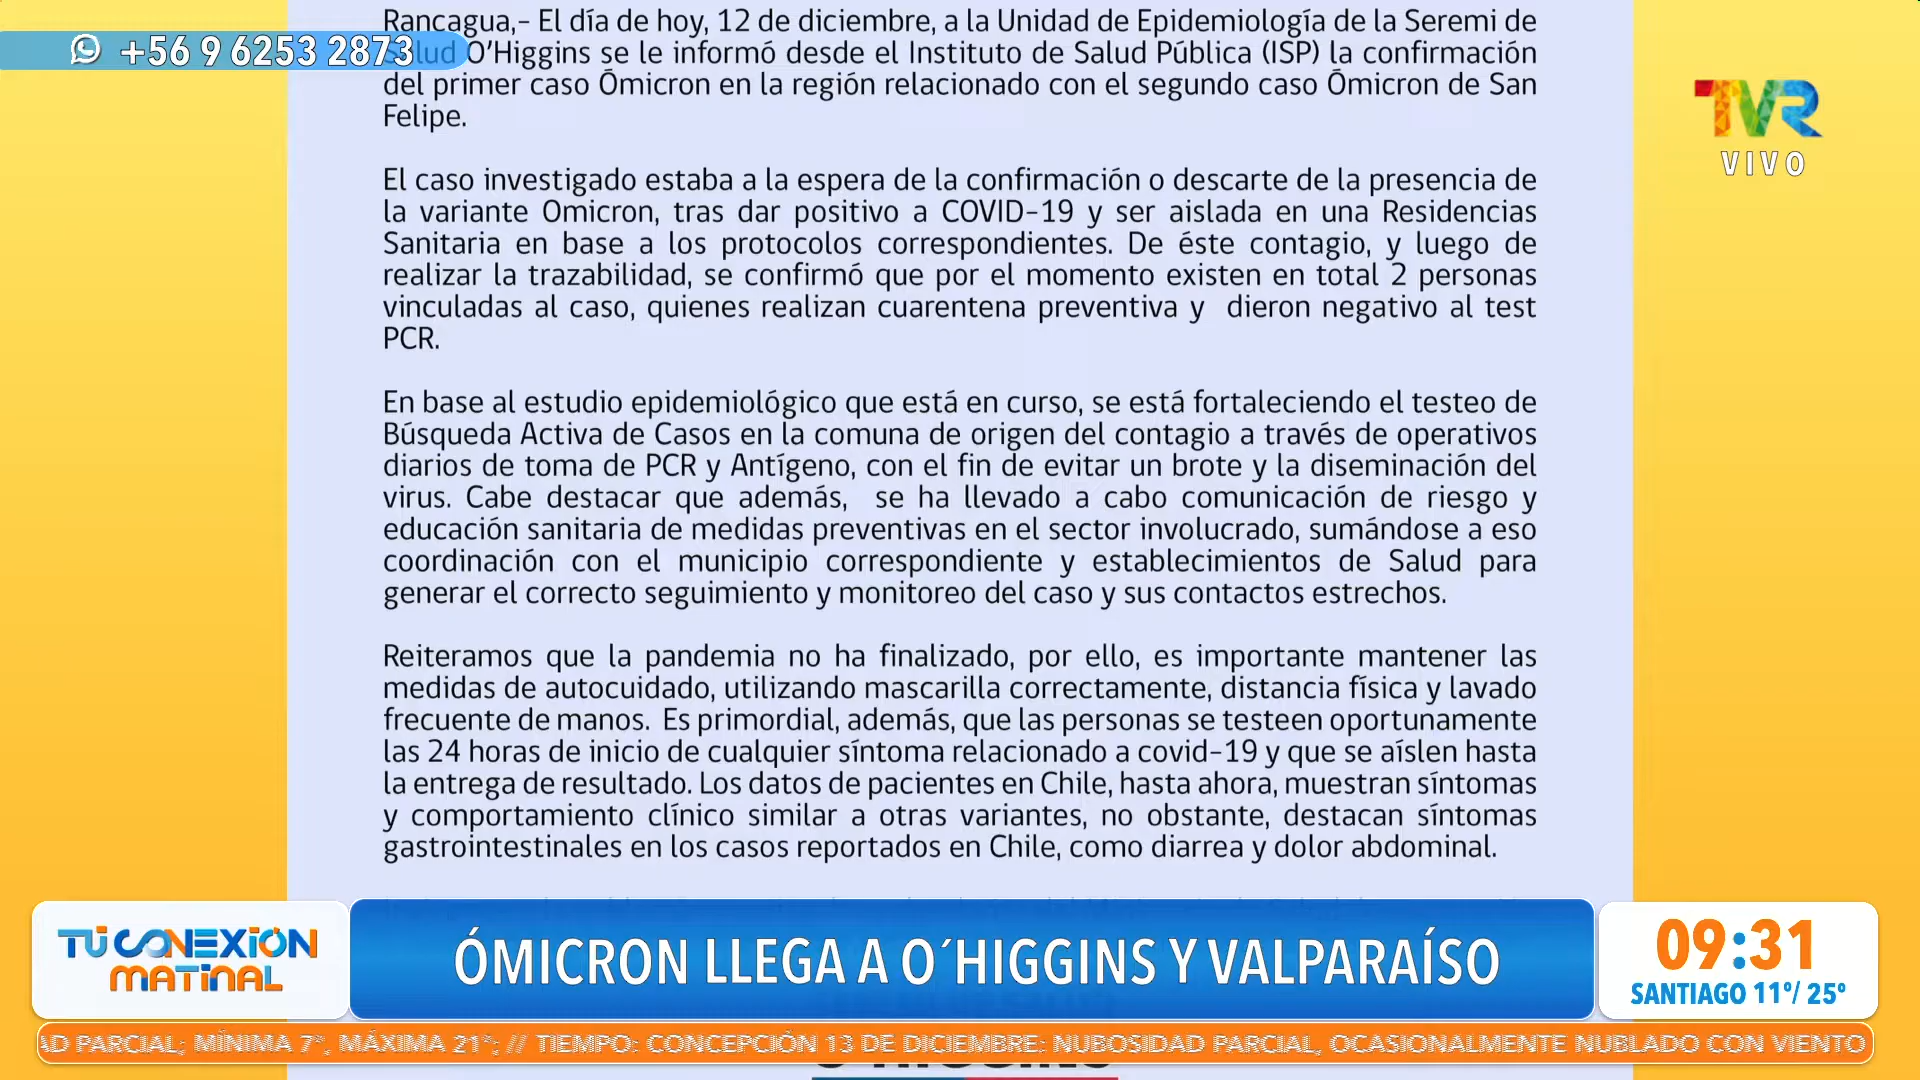 Rancagua,- El día de hoy, 12 de diciembre, a la Unidad de Epidemiología de la Seremi de
Salud O’Higgins se le informó desde el Instituto de Salud Pública (ISP) la confirmación
del primer caso Ómicron en la región relacionado con el segundo caso Ómicron de San
Felipe.
+56 9 6253 2873
TVR
VIVO
El caso investigado estaba a la espera de la confirmación o descarte de la presencia de
la variante Omicron, tras dar positivo a COVID-19 y ser aislada en una Residencias
Sanitaria en base a los protocolos correspondientes. De éste contagio, y luego de
realizar la trazabilidad, se confirmó que por el momento existen en total 2 personas
vinculadas al caso, quienes realizan cuarentena preventiva y  dieron negativo al test
PCR.
En base al estudio epidemiológico que está en curso, se está fortaleciendo el testeo de
Búsqueda Activa de Casos en la comuna de origen del contagio a través de operativos
diarios de toma de PCR y Antígeno, con el fin de evitar un brote y la diseminación del
virus. Cabe destacar que además,  se ha llevado a cabo comunicación de riesgo y
educación sanitaria de medidas preventivas en el sector involucrado, sumándose a eso
coordinación con el municipio correspondiente y establecimientos de Salud para
generar el correcto seguimiento y monitoreo del caso y sus contactos estrechos.
Reiteramos que la pandemia no ha finalizado, por ello, es importante mantener las
medidas de autocuidado, utilizando mascarilla correctamente, distancia física y lavado
frecuente de manos.  Es primordial, además, que las personas se testeen oportunamente
las 24 horas de inicio de cualquier síntoma relacionado a covid-19 y que se aíslen hasta
la entrega de resultado. Los datos de pacientes en Chile, hasta ahora, muestran síntomas
y comportamiento clínico similar a otras variantes, no obstante, destacan síntomas
gastrointestinales en los casos reportados en Chile, como diarrea y dolor abdominal.
TÚ CONEXIÓN
MATINAL
ÓMICRON LLEGA A O´HIGGINS Y VALPARAÍSO
09:31
SANTIAGO 11º/ 25º
AD PARCIAL; MÍNIMA 7°, MÁXIMA 21°; // TIEMPO: CONCEPCIÓN 13 DE DICIEMBRE: NUBOSIDAD PARCIAL, OCASIONALMENTE NUBLADO CON VIENTO
O'HIGGINS